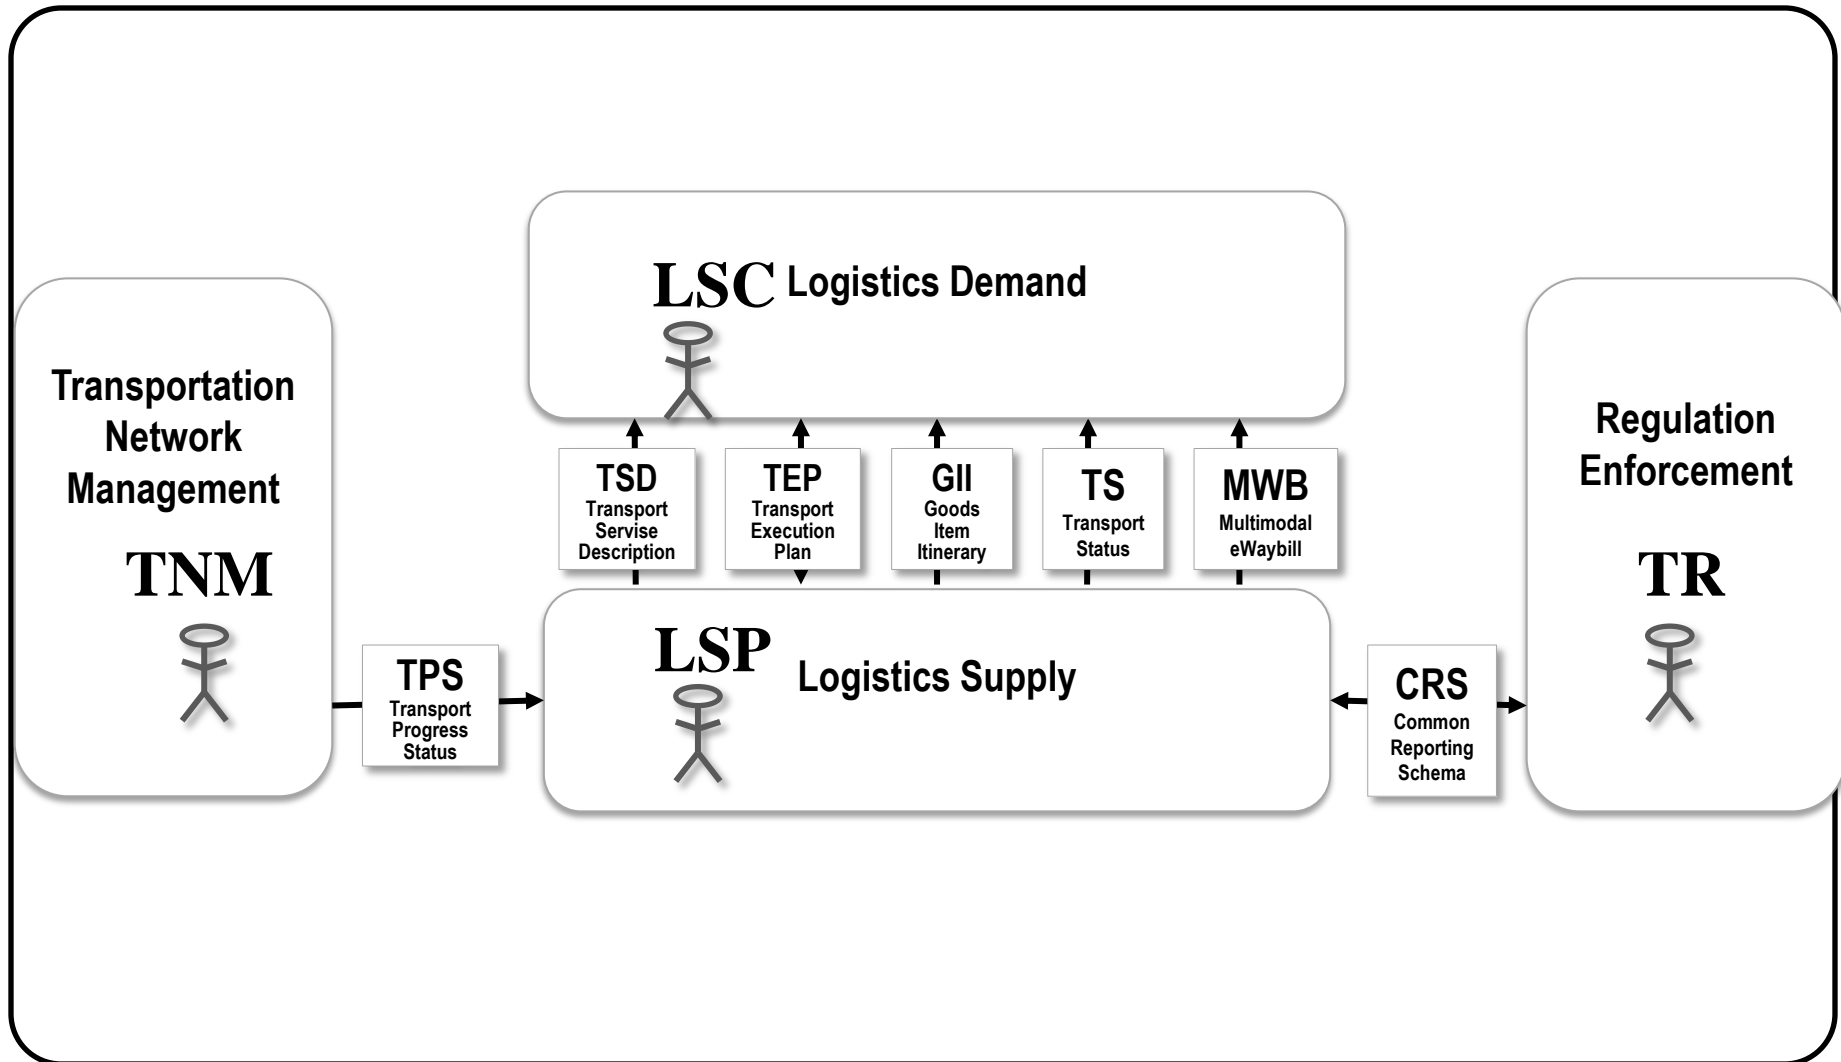 LSC Logistics Demand
Transportation
Network
Management
TNM
Regulation
Enforcement
TR
TSD
Transport
Servise
Description
TEP
Transport
Execution
Plan
GII
Goods
Item
Itinerary
TS
Transport
Status
MWB
Multimodal
eWaybill
LSP Logistics Supply
TPS
Transport
Progress
Status
CRS
Common
Reporting
Schema